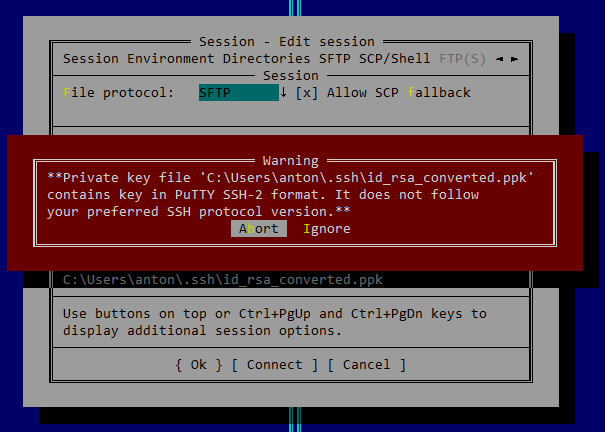 Session - Edit session
Session Environment Directories SFTP SCP/Shell FTP(S) ◄ ►
Session
File protocol: SFTP ↓ [x] Allow SCP fallback
Warning
**Private key file 'C:\Users\anton\.ssh\id_rsa_converted.ppk'
contains key in PuTTY SSH-2 format. It does not follow
your preferred SSH protocol version.**
Abort Ignore
C:\Users\anton\.ssh\id_rsa_converted.ppk
Use buttons on top or Ctrl+PgUp and Ctrl+PgDn keys to
display additional session options.
{ Ok } [ Connect ] [ Cancel ]